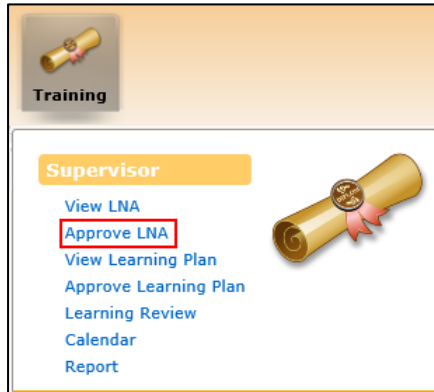 Training
Supervisor
View LNA
Approve LNA
View Learning Plan
Approve Learning Plan
Learning Review
Calendar
Report